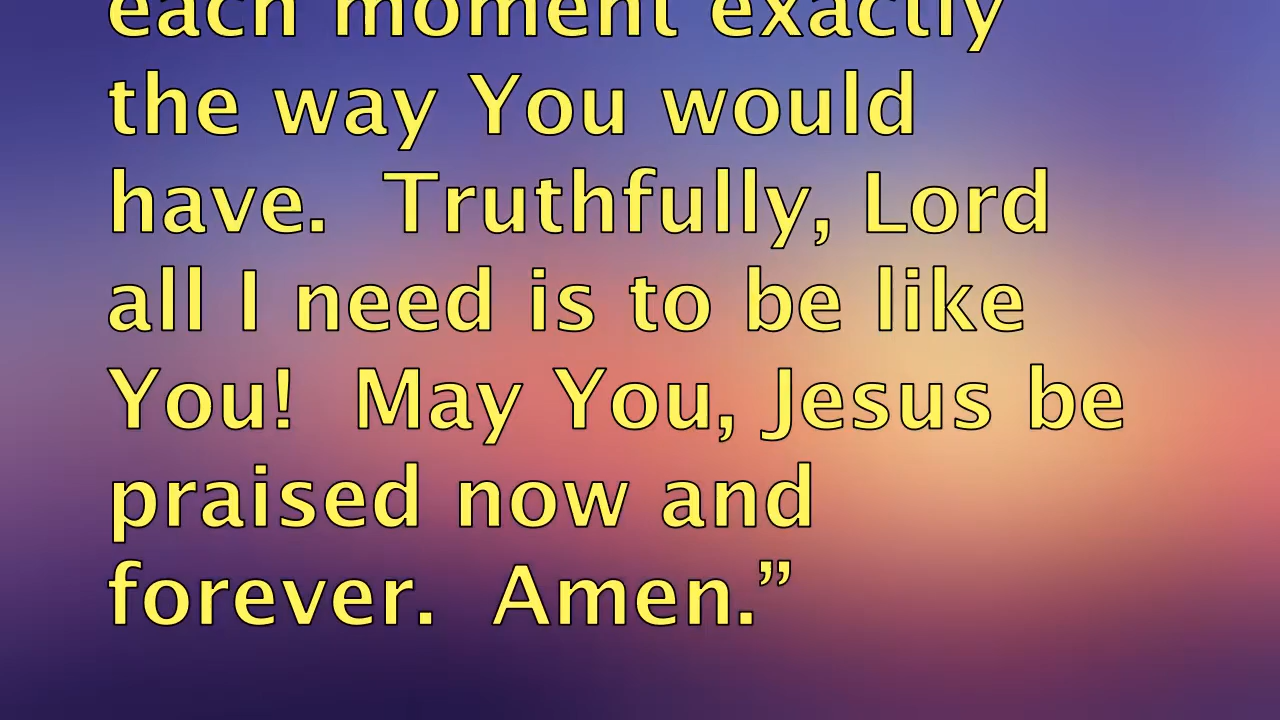 each moment exactly
the way You would
have.  Truthfully, Lord
all I need is to be like
You!  May You, Jesus be
praised now and
forever.  Amen.”